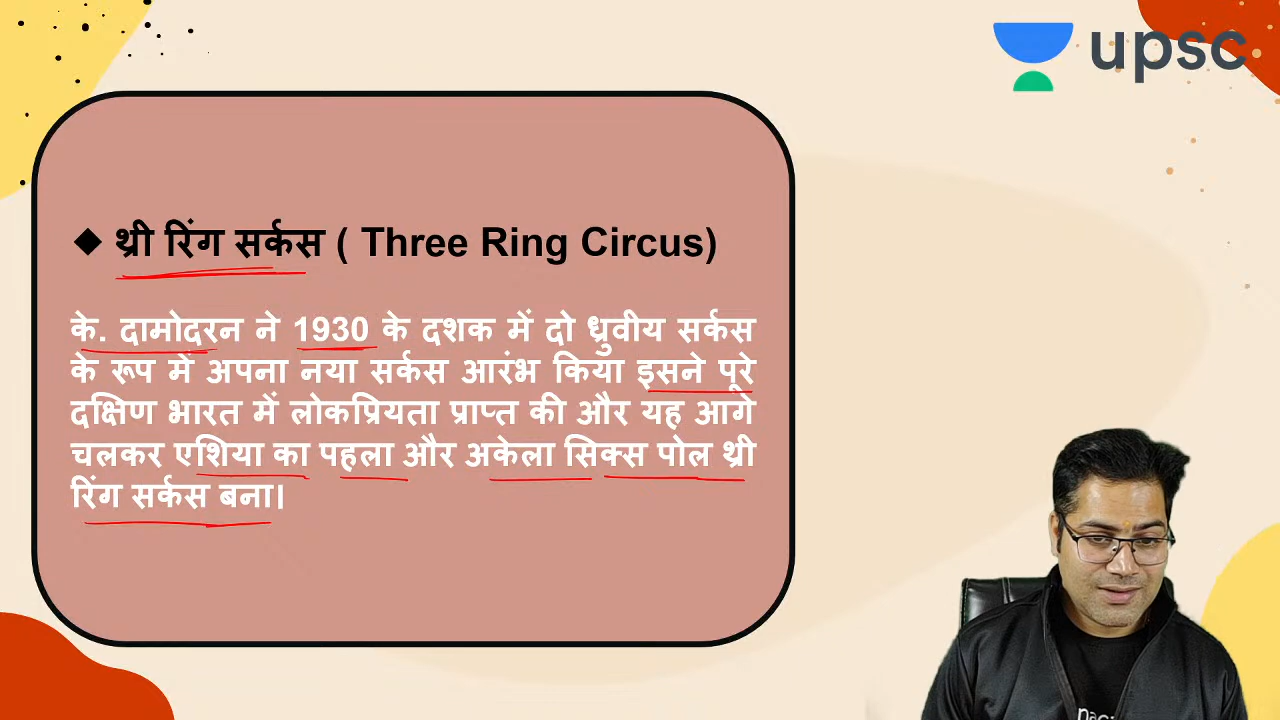 upsc
◆ थ्री रिंग सर्कस ( Three Ring Circus)
के. दामोदरन ने 1930 के दशक में दो ध्रुवीय सर्कस
के रूप में अपना नया सर्कस आरंभ किया इसने पूरे
दक्षिण भारत में लोकप्रियता प्राप्त की और यह आगे
चलकर एशिया का पहला और अकेला सिक्स पोल थ्री
रिंग सर्कस बना।